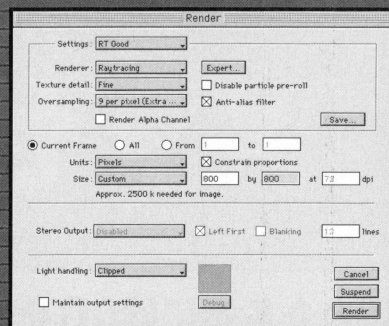 Render
Settings: RT Good
Renderer: Raytracing Expert...
Texture detail: Fine Disable particle pre-roll
Oversampling: 9 per pixel (Extra ... Anti-alias filter
Render Alpha Channel Save...
Current Frame All From 1 to 1
Units: Pixels Constrain proportions
Size: Custom 800 by 800 at 72 dpi
Approx. 2500 k needed for image.
Stereo Output: Disabled Left First Blanking 12 lines
Light handling: Clipped
Cancel
Suspend
Maintain output settings Debug Render